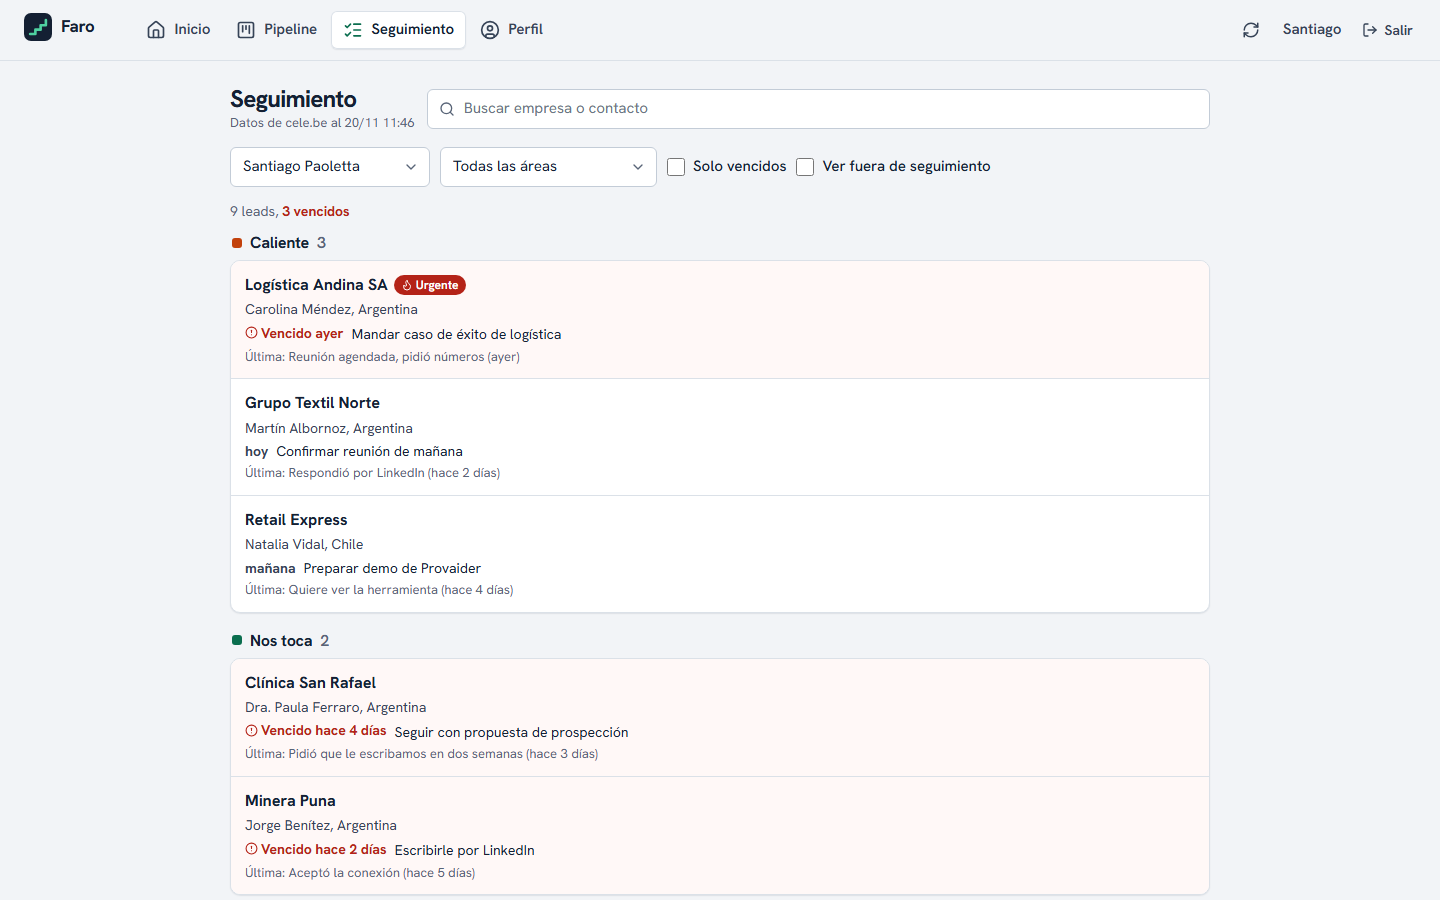 Faro
Inicio
Pipeline
Seguimiento
Perfil
Santiago
Salir
Seguimiento
Datos de cele.be al 20/11 11:46
Buscar empresa o contacto
Santiago Paoletta
Todas las áreas
Solo vencidos
Ver fuera de seguimiento
9 leads, 3 vencidos
Caliente 3
Logística Andina SA Urgente
Carolina Méndez, Argentina
Vencido ayer Mandar caso de éxito de logística
Última: Reunión agendada, pidió números (ayer)
Grupo Textil Norte
Martín Albornoz, Argentina
hoy Confirmar reunión de mañana
Última: Respondió por LinkedIn (hace 2 días)
Retail Express
Natalia Vidal, Chile
mañana Preparar demo de Provaider
Última: Quiere ver la herramienta (hace 4 días)
Nos toca 2
Clínica San Rafael
Dra. Paula Ferraro, Argentina
Vencido hace 4 días Seguir con propuesta de prospección
Última: Pidió que le escribamos en dos semanas (hace 3 días)
Minera Puna
Jorge Benítez, Argentina
Vencido hace 2 días Escribirle por LinkedIn
Última: Aceptó la conexión (hace 5 días)